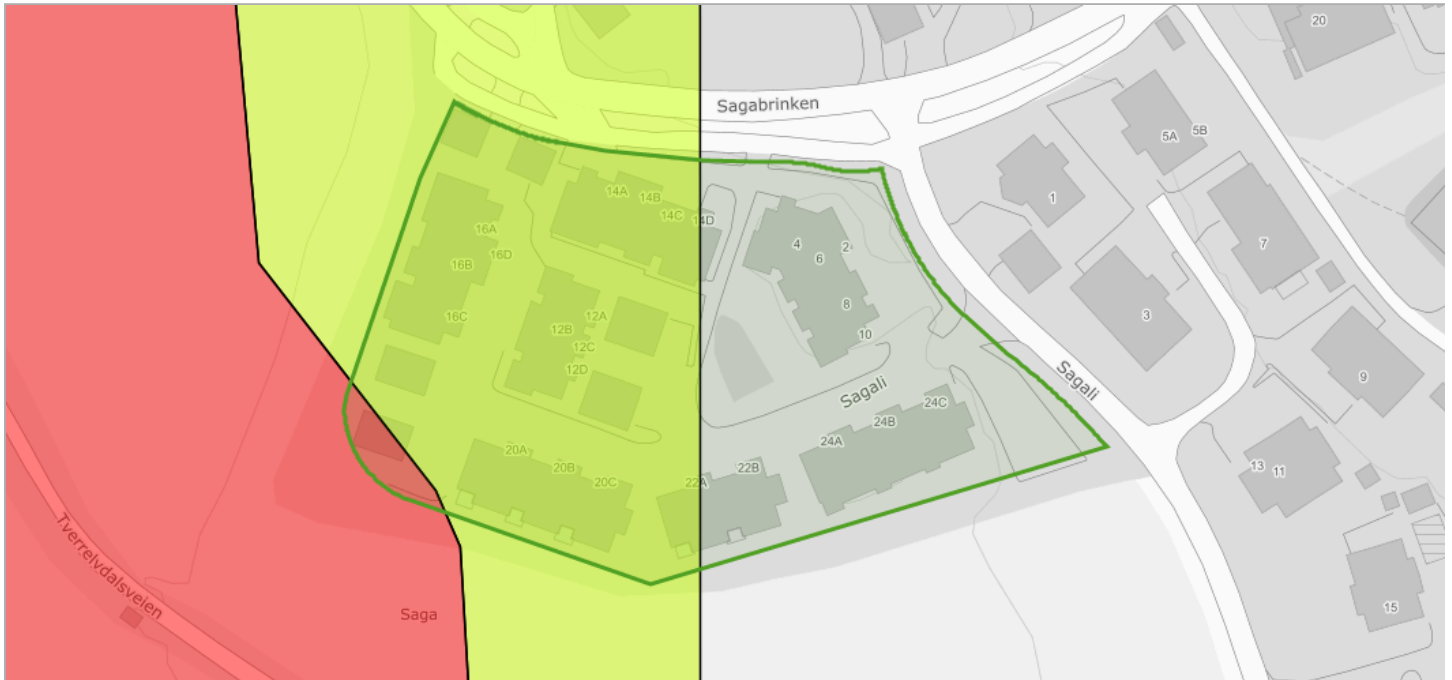 20
Sagabrinken
5A
5B
14A
14B
14C
14D
1
16A
16D
16B
16C
4
6
2
8
10
7
12A
12B
12C
12D
3
9
Sagali
Sagali
24C
24B
24A
20A
20B
20C
22B
22A
13
11
Tverrelvdalsveien
Saga
15